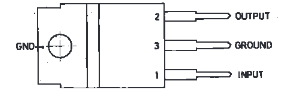 2 OUTPUT
GND 3 GROUND
1 INPUT